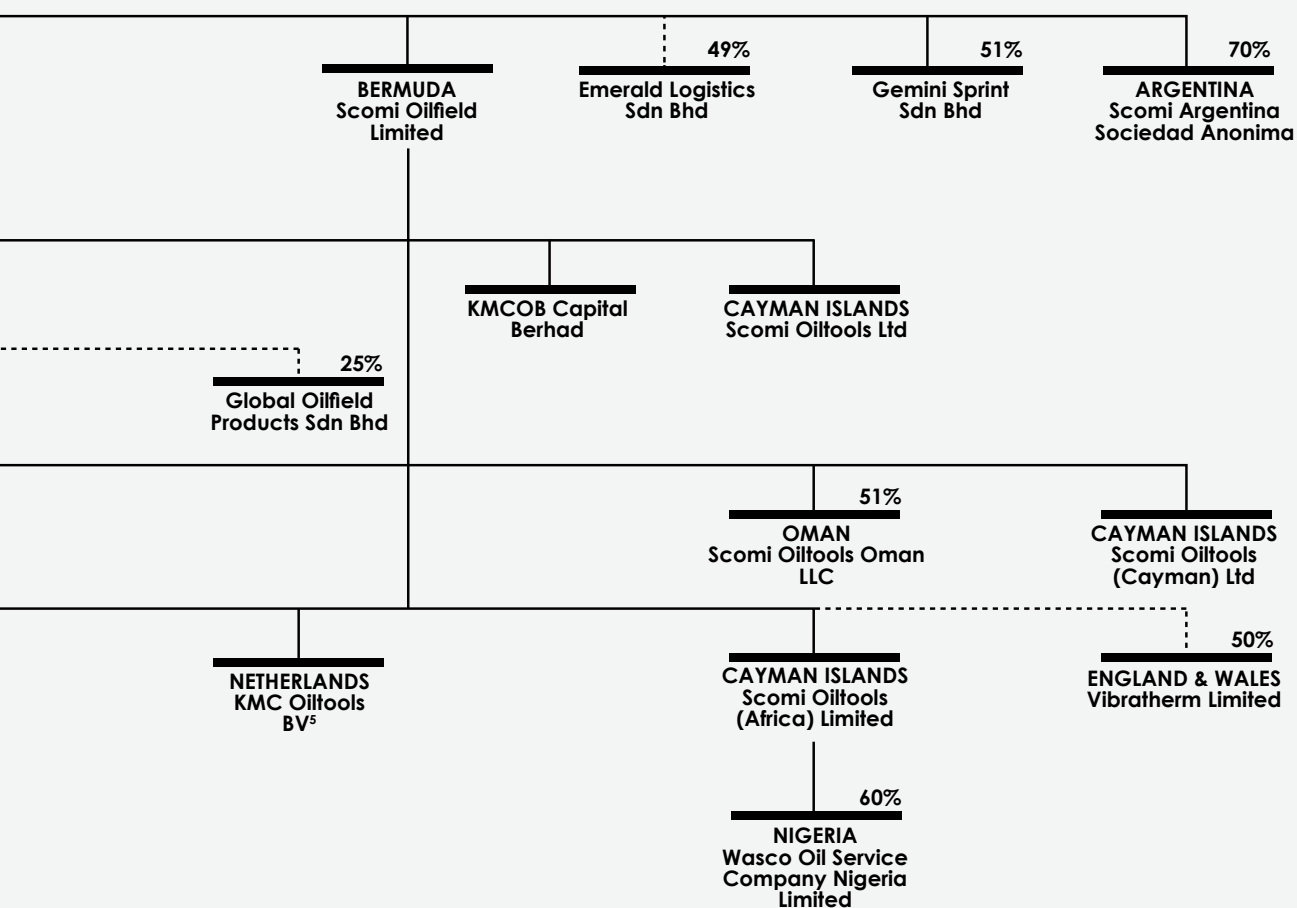 49%
51%
70%
BERMUDA
Scomi Oilfield
Limited
Emerald Logistics
Sdn Bhd
Gemini Sprint
Sdn Bhd
ARGENTINA
Scomi Argentina
Sociedad Anonima
KMCOB Capital
Berhad
CAYMAN ISLANDS
Scomi Oiltools Ltd
25%
Global Oilfield
Products Sdn Bhd
51%
OMAN
Scomi Oiltools Oman
LLC
CAYMAN ISLANDS
Scomi Oiltools
(Cayman) Ltd
NETHERLANDS
KMC Oiltools
BV⁵
CAYMAN ISLANDS
Scomi Oiltools
(Africa) Limited
50%
ENGLAND & WALES
Vibratherm Limited
60%
NIGERIA
Wasco Oil Service
Company Nigeria
Limited